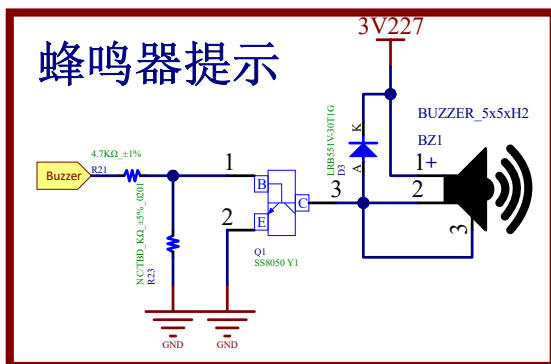 蜂鸣器提示
3V227
BUZZER_5x5xH2
BZ1
LRB551V-30T1G
D3
K
A
4.7KΩ_±1%
R21
Buzzer
1
B
2
E
C
3
1+
2
3
NC/TBD_KΩ_±5%_0201
R23
Q1
SS8050 Y1
GND
GND